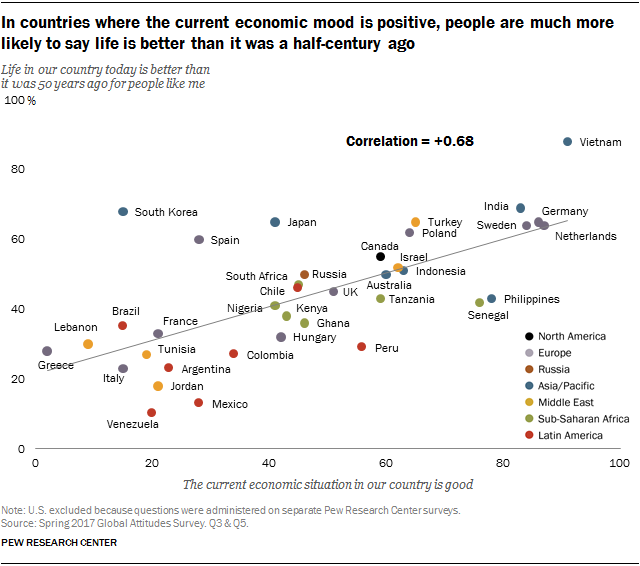 In countries where the current economic mood is positive, people are much more
likely to say life is better than it was a half-century ago
Life in our country today is better than
it was 50 years ago for people like me
100 %
Correlation = +0.68
Vietnam
80
South Korea
Japan
India
Germany
Turkey
Sweden
Poland
Netherlands
60
Spain
Canada
Israel
South Africa
Russia
Indonesia
Chile
Australia
UK
Tanzania
Philippines
40
Nigeria
Kenya
Senegal
Brazil
Ghana
Lebanon
France
Hungary
North America
Tunisia
Peru
Europe
Greece
Colombia
Russia
Italy
Argentina
Asia/Pacific
20
Jordan
Middle East
Mexico
Sub-Saharan Africa
Venezuela
Latin America
0
0 20 40 60 80 100
The current economic situation in our country is good
Note: U.S. excluded because questions were administered on separate Pew Research Center surveys.
Source: Spring 2017 Global Attitudes Survey. Q3 & Q5.
PEW RESEARCH CENTER